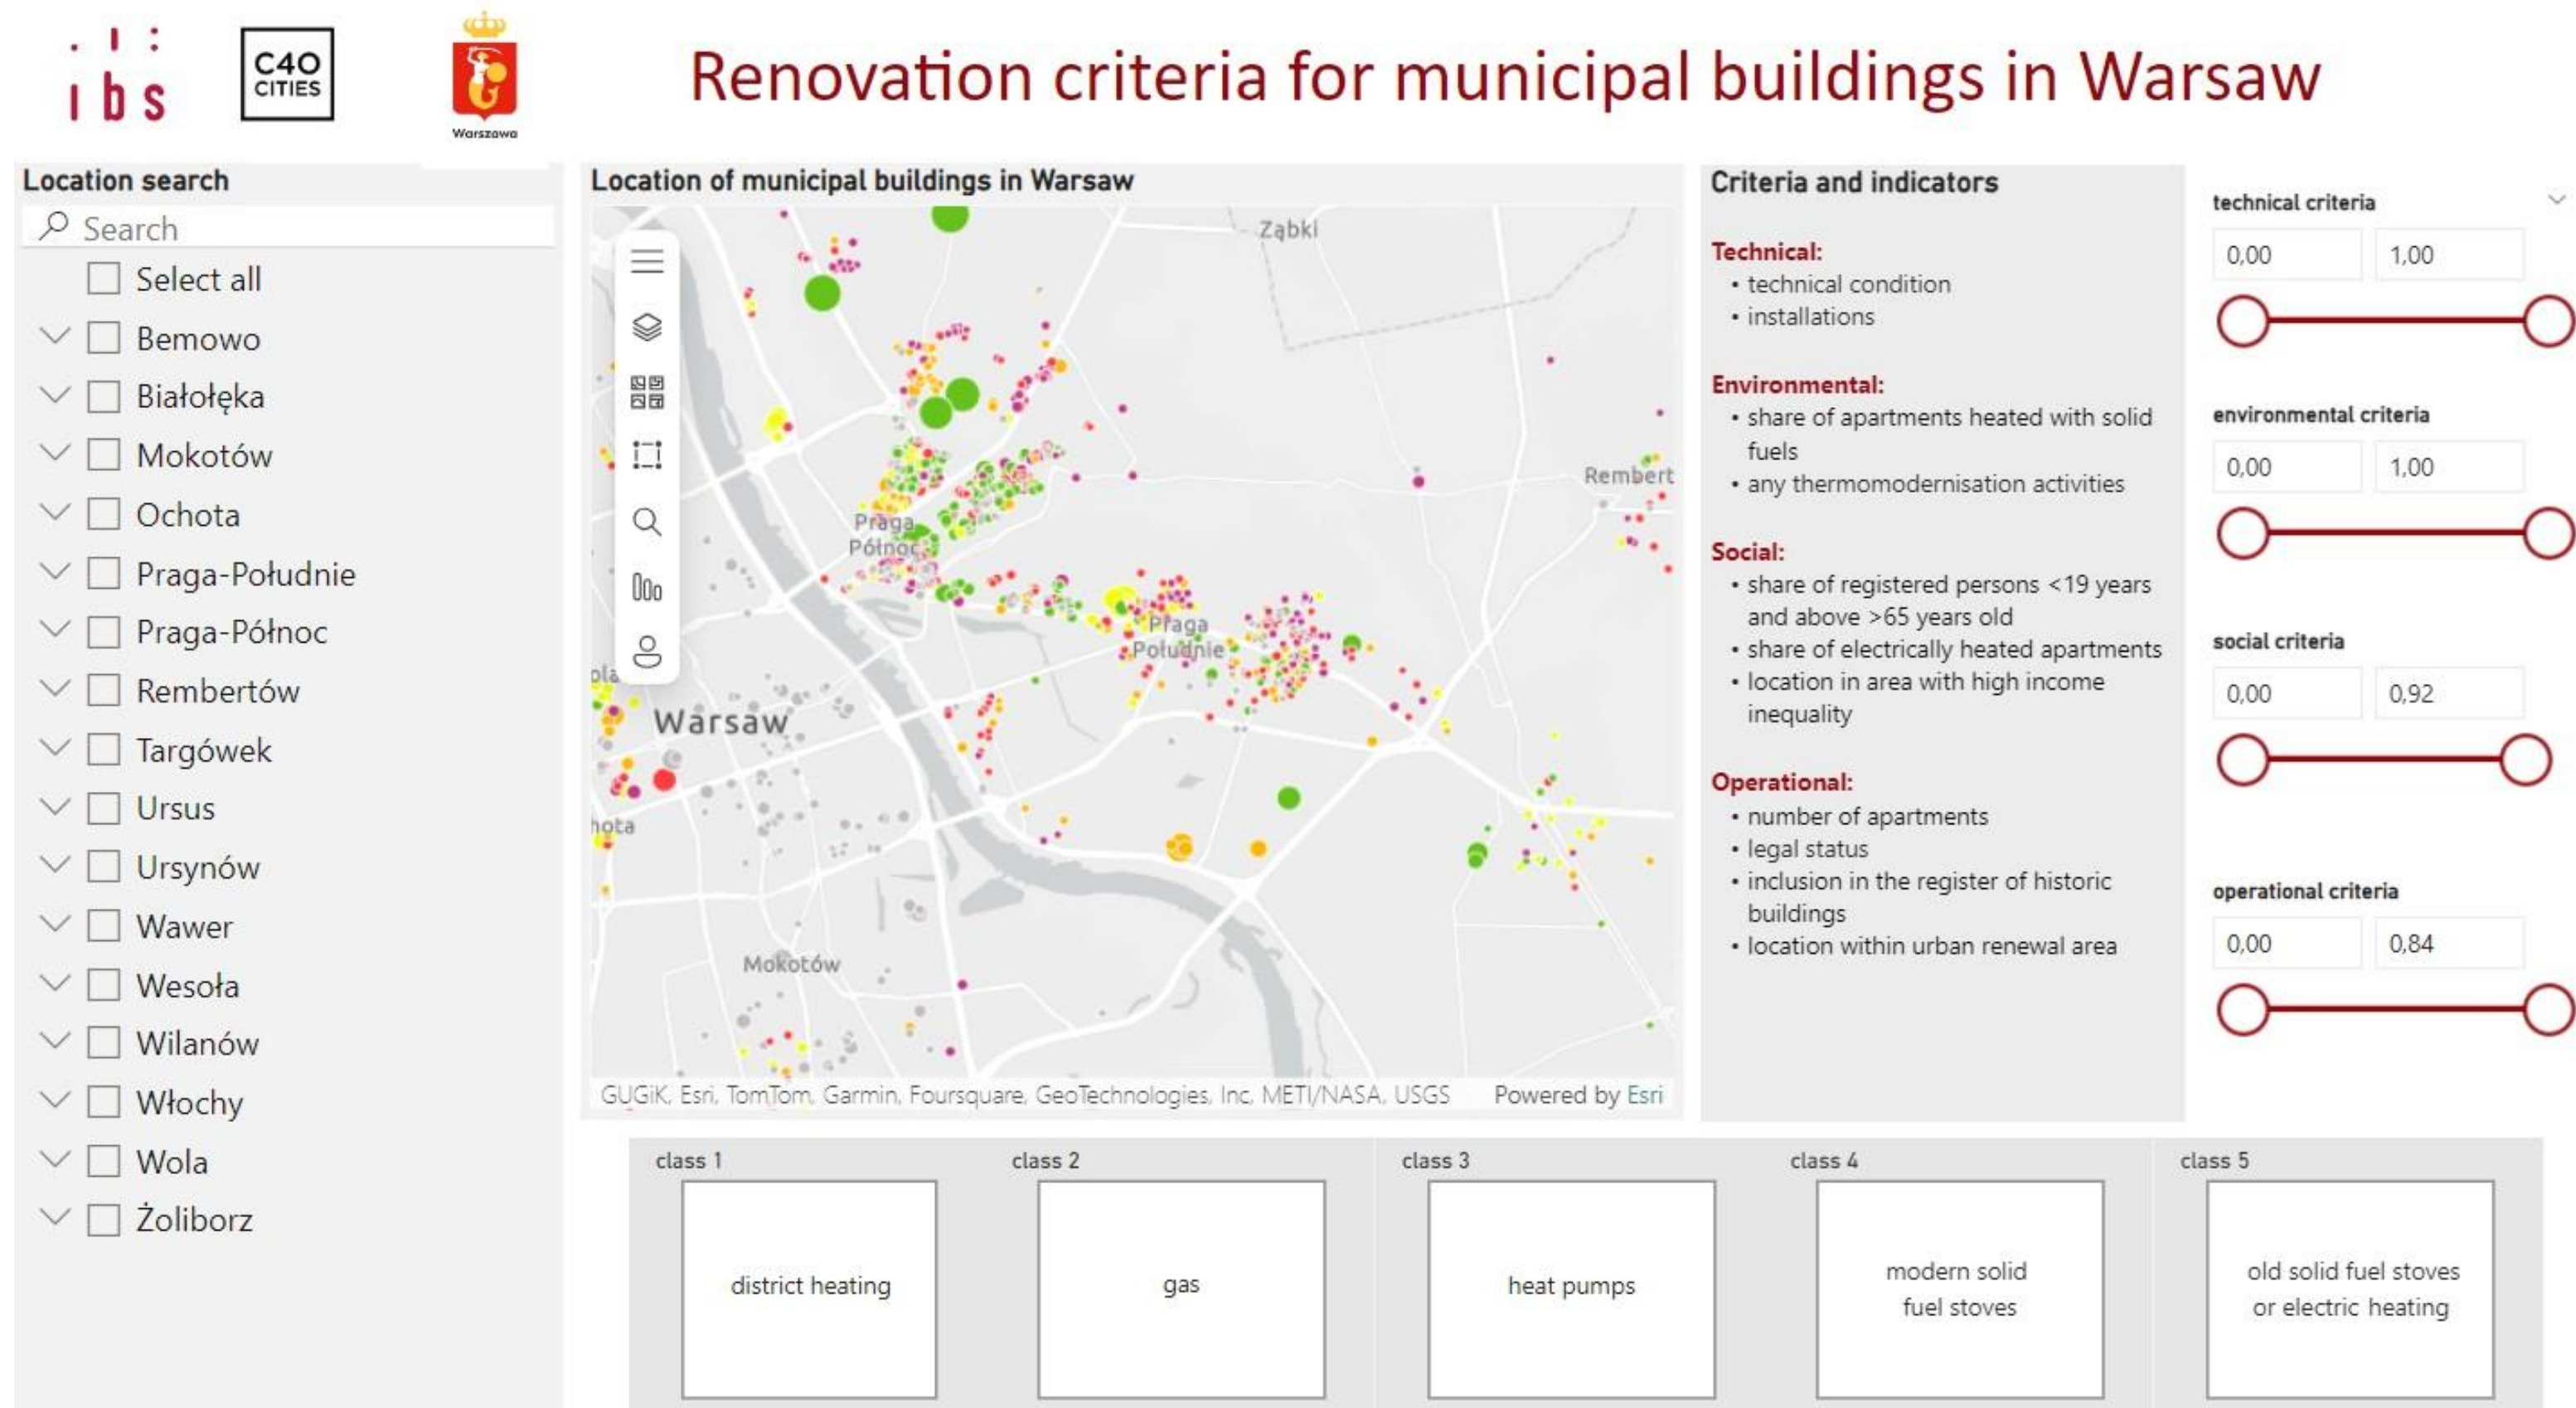 ibs
C40
CITIES
Warszawa
Renovation criteria for municipal buildings in Warsaw
Location search
Search
Select all
Bemowo
Białołęka
Mokotów
Ochota
Praga-Południe
Praga-Północ
Rembertów
Targówek
Ursus
Ursynów
Wawer
Wesoła
Wilanów
Włochy
Wola
Żoliborz
Location of municipal buildings in Warsaw
Ząbki
Rembert
Praga
Północ
Praga
Południe
ola
Warsaw
hota
Mokotów
GUGiK, Esri, TomTom, Garmin, Foursquare, GeoTechnologies, Inc, METI/NASA, USGS
Powered by Esri
Criteria and indicators
Technical:
• technical condition
• installations
Environmental:
• share of apartments heated with solid
fuels
• any thermomodernisation activities
Social:
• share of registered persons <19 years
and above >65 years old
• share of electrically heated apartments
• location in area with high income
inequality
Operational:
• number of apartments
• legal status
• inclusion in the register of historic
buildings
• location within urban renewal area
technical criteria
0,00 1,00
environmental criteria
0,00 1,00
social criteria
0,00 0,92
operational criteria
0,00 0,84
class 1
district heating
class 2
gas
class 3
heat pumps
class 4
modern solid
fuel stoves
class 5
old solid fuel stoves
or electric heating